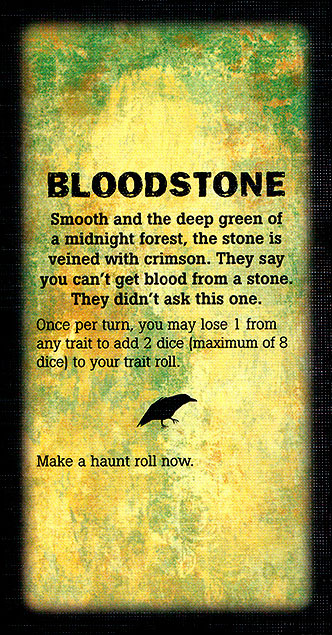 BLOODSTONE
Smooth and the deep green of
a midnight forest, the stone is
veined with crimson. They say
you can't get blood from a stone.
They didn't ask this one.
Once per turn, you may lose 1 from
any trait to add 2 dice (maximum of 8
dice) to your trait roll.
Make a haunt roll now.